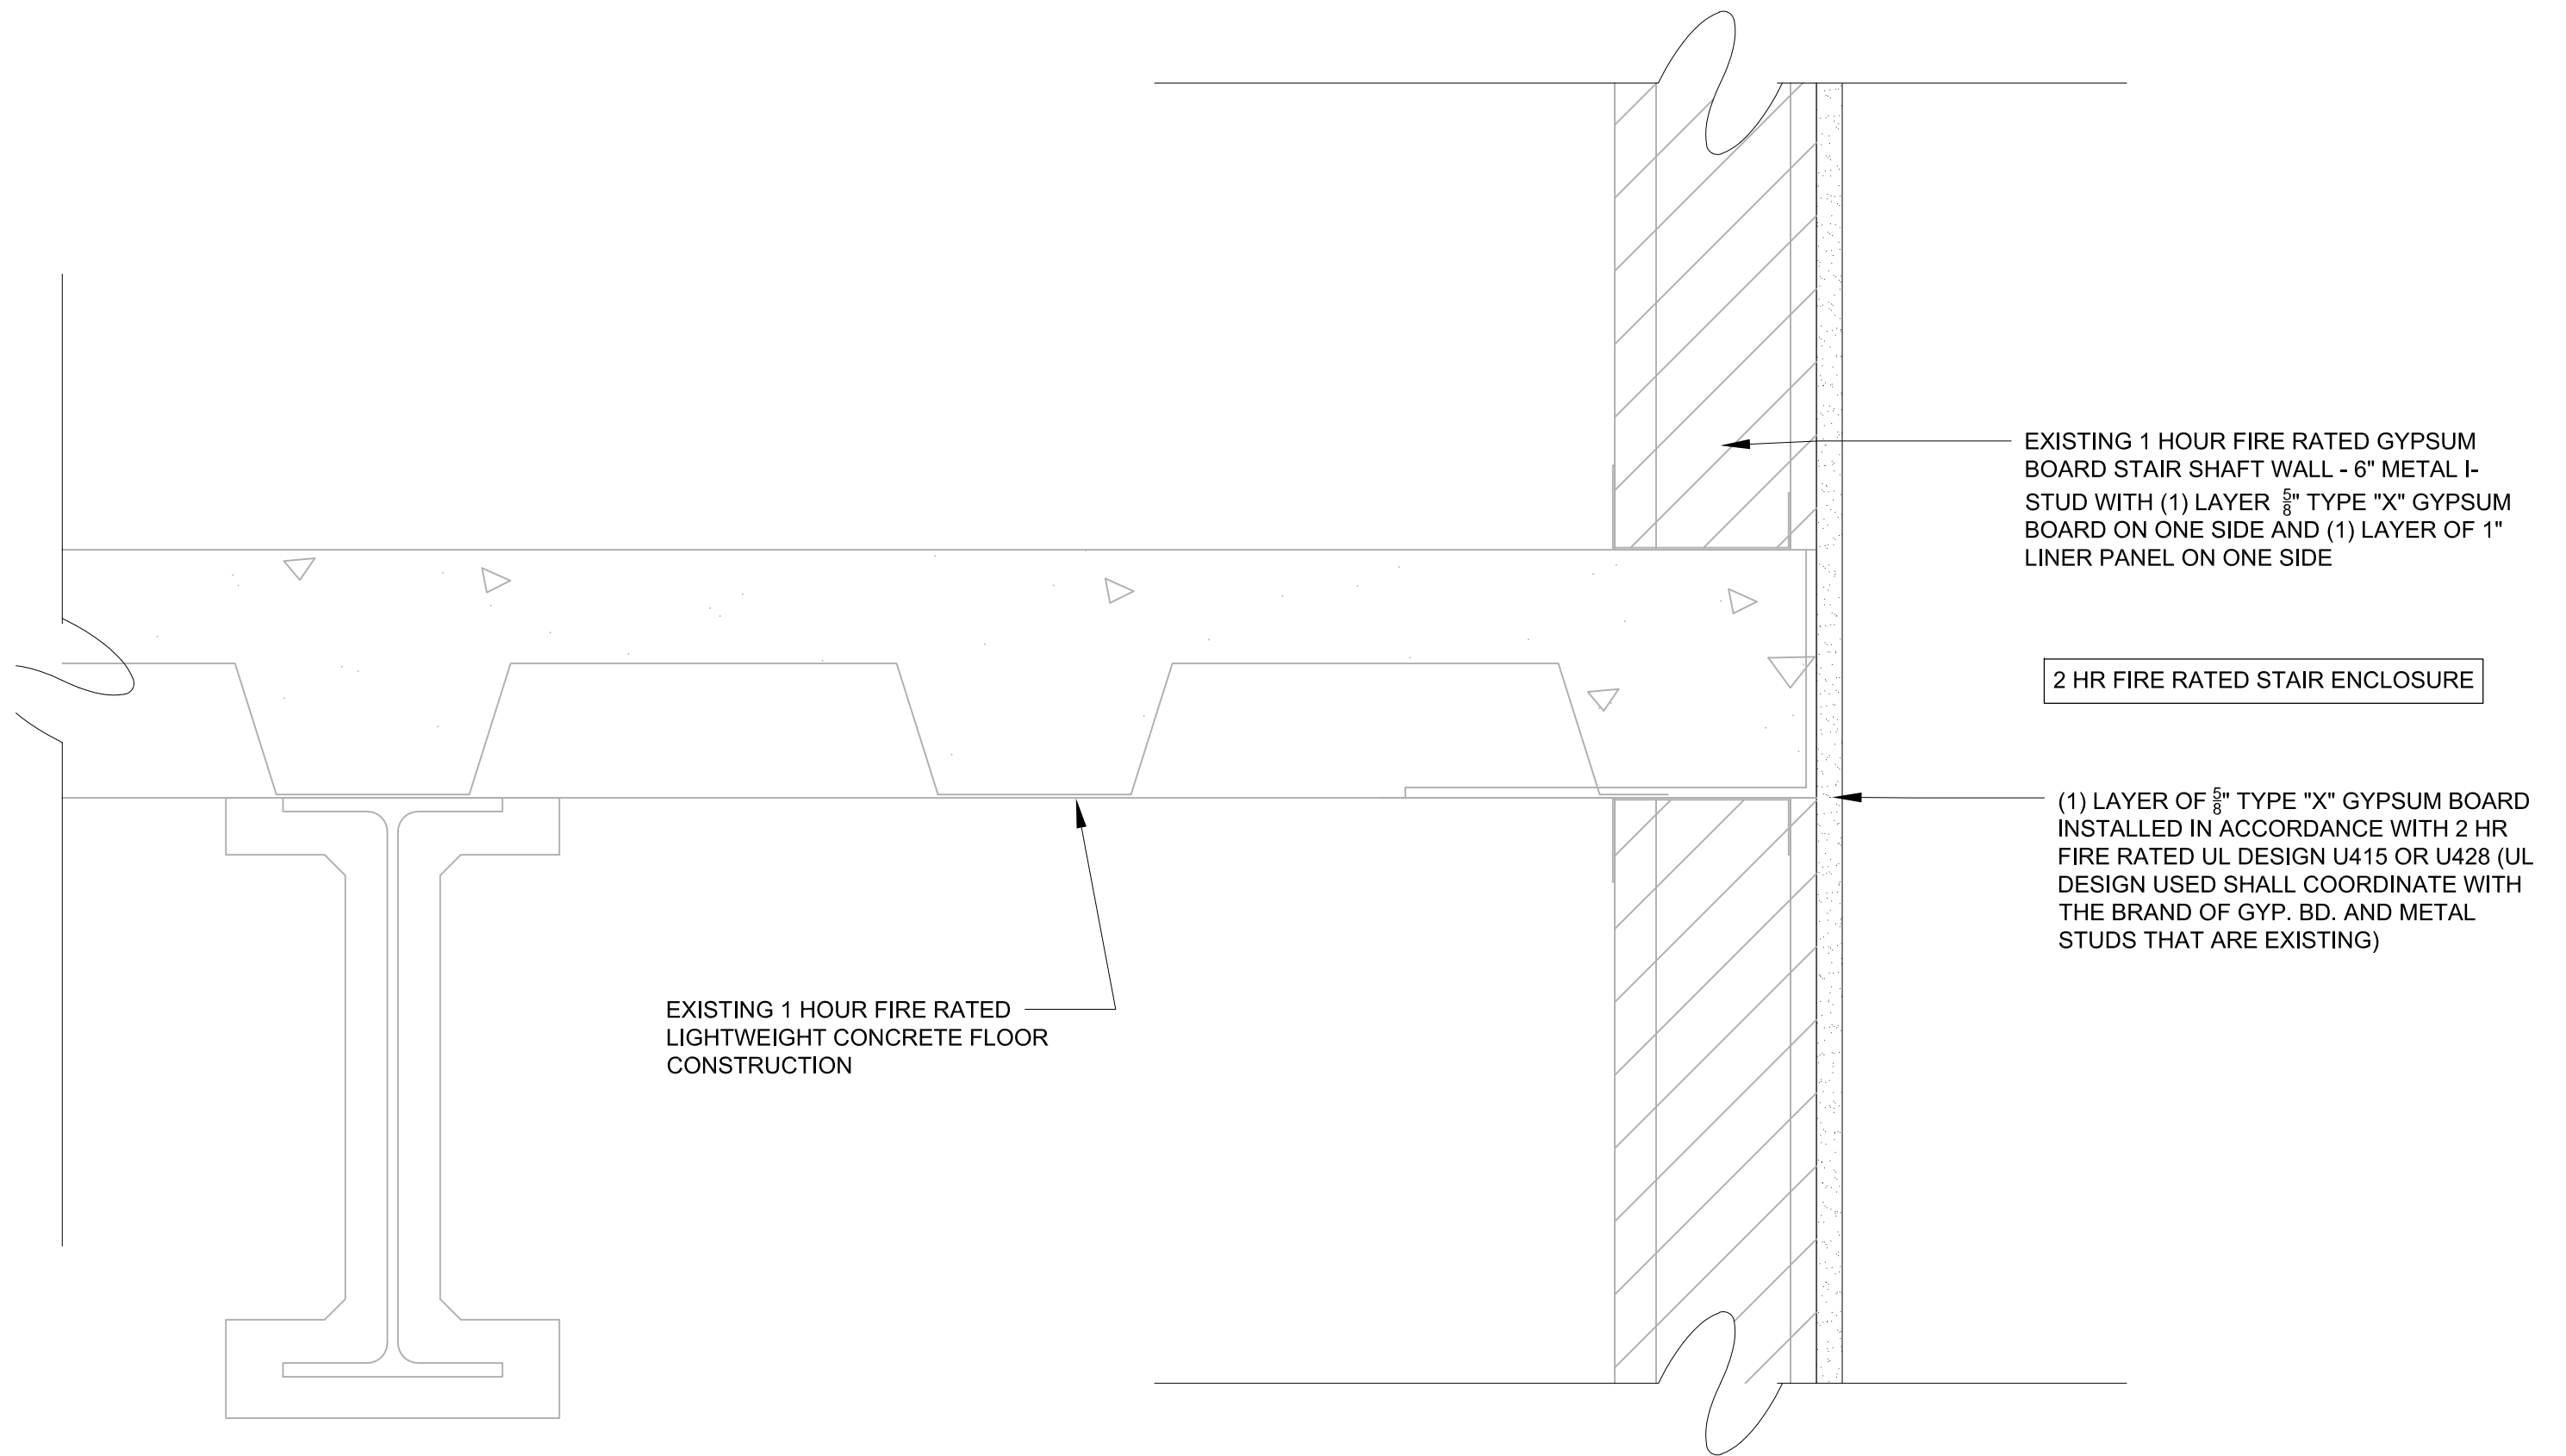 EXISTING 1 HOUR FIRE RATED GYPSUM
BOARD STAIR SHAFT WALL - 6" METAL I-
STUD WITH (1) LAYER 5/8" TYPE "X" GYPSUM
BOARD ON ONE SIDE AND (1) LAYER OF 1"
LINER PANEL ON ONE SIDE
2 HR FIRE RATED STAIR ENCLOSURE
(1) LAYER OF 5/8" TYPE "X" GYPSUM BOARD
INSTALLED IN ACCORDANCE WITH 2 HR
FIRE RATED UL DESIGN U415 OR U428 (UL
DESIGN USED SHALL COORDINATE WITH
THE BRAND OF GYP. BD. AND METAL
STUDS THAT ARE EXISTING)
EXISTING 1 HOUR FIRE RATED
LIGHTWEIGHT CONCRETE FLOOR
CONSTRUCTION